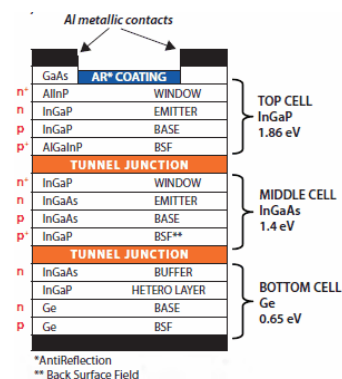 Al metallic contacts
GaAs AR* COATING
n+ AlInP WINDOW
n InGaP EMITTER
p InGaP BASE
p+ AlGaInP BSF
TOP CELL
InGaP
1.86 eV
TUNNEL JUNCTION
n+ InGaP WINDOW
n InGaAs EMITTER
p InGaAs BASE
p+ InGaP BSF**
MIDDLE CELL
InGaAs
1.4 eV
TUNNEL JUNCTION
n InGaAs BUFFER
InGaP HETERO LAYER
n Ge BASE
p Ge BSF
BOTTOM CELL
Ge
0.65 eV
*AntiReflection
** Back Surface Field